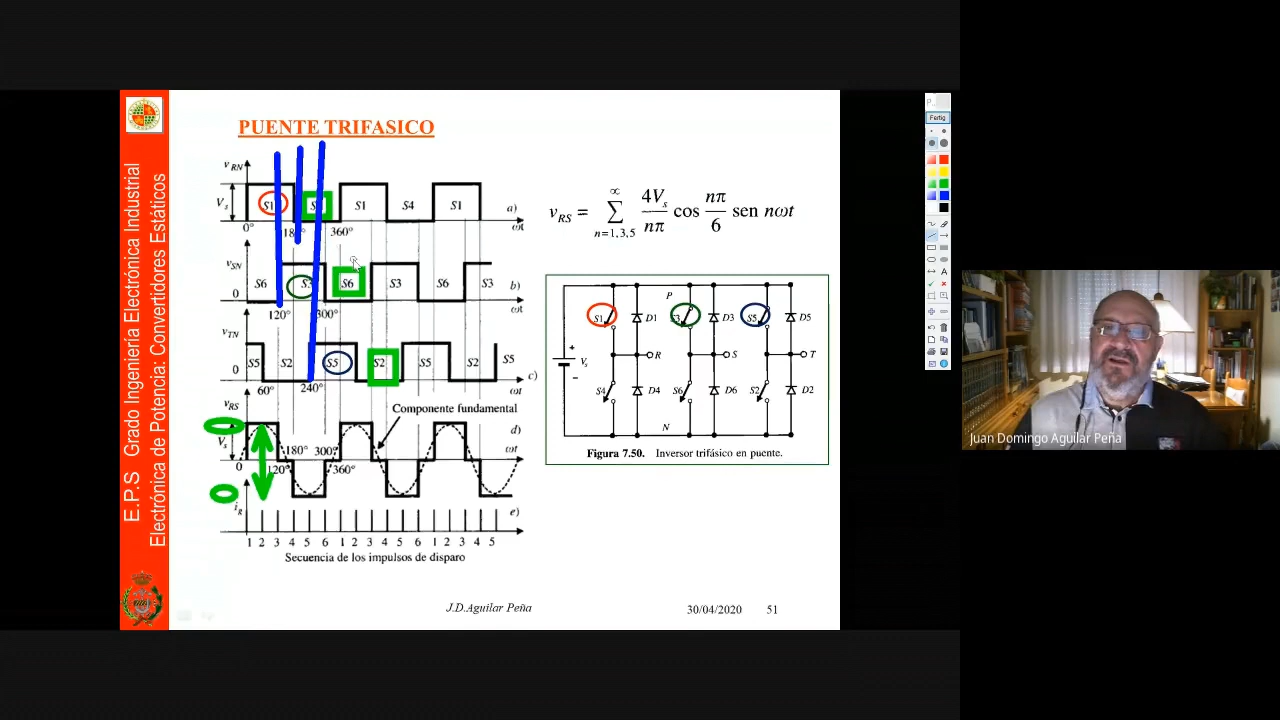 E.P.S Grado Ingeniería Electrónica Industrial
Electrónica de Potencia: Convertidores Estáticos
PUENTE TRIFASICO
v_RN
V_s
S1
S1
S4
S1
a)
0°
360°
ωt
v_SN
S6
S6
S3
S6
S3
b)
0
120°
300°
ωt
v_TN
S5
S2
S5
S2
S5
S2
S5
c)
0
60°
240°
ωt
v_RS
Componente fundamental
d)
V_s
180°
300°
ωt
0
120°
360°
i_g
e)
1 2 3 4 5 6 1 2 3 4 5 6 1 2 3 4 5
ωt
Secuencia de los impulsos de disparo
v_RS = ∑ 4V_s/nπ cos nπ/6 sen nωt
∞
n=1,3,5
P
S1
D1
S3
D3
S5
D5
+
V_s
−
R
S
T
S4
D4
S6
D6
S2
D2
N
Figura 7.50. Inversor trifásico en puente.
J.D.Aguilar Peña
30/04/2020
51
Fertig
Juan Domingo Aguilar Peña